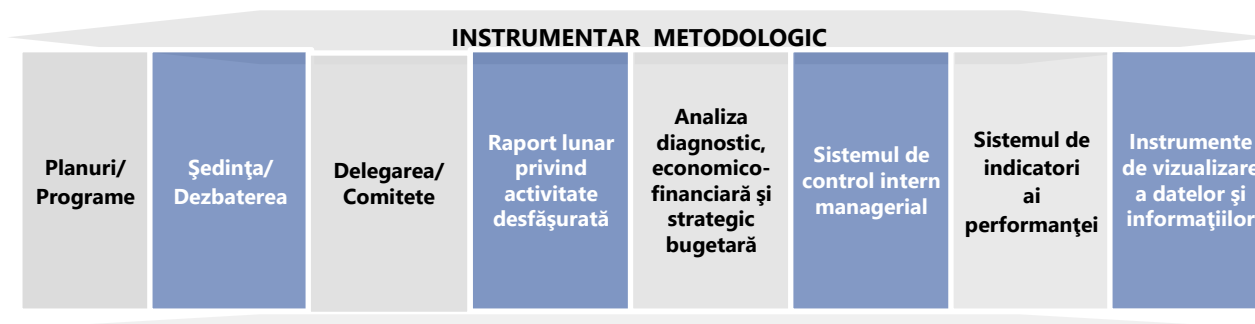 INSTRUMENTAR METODOLOGIC
Planuri/
Programe
Şedinţa/
Dezbaterea
Delegarea/
Comitete
Raport lunar
privind
activitate
desfăşurată
Analiza
diagnostic,
economico-
financiară şi
strategic
bugetară
Sistemul de
control intern
managerial
Sistemul de
indicatori
ai
performanţei
Instrumente
de vizualizare
a datelor şi
informaţiilor